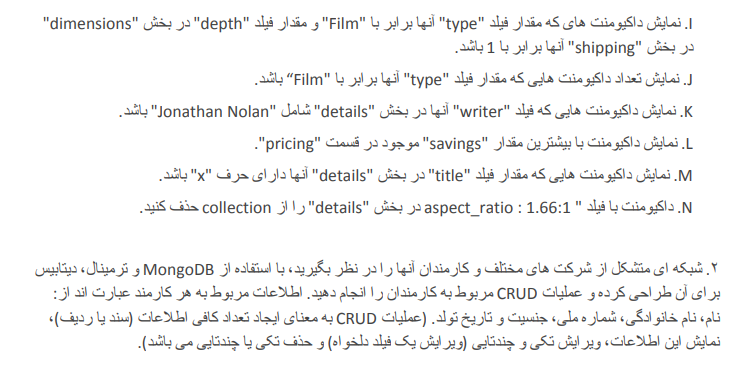 I. نمایش داکیومنت های که مقدار فیلد "type" آنها برابر با "Film" و مقدار فیلد "depth" در بخش "dimensions"
در بخش "shipping" آنها برابر با 1 باشد.
J. نمایش تعداد داکیومنت هایی که مقدار فیلد "type" آنها برابر با "Film“ باشد.
K. نمایش داکیومنت هایی که فیلد "writer" آنها در بخش "details" شامل "Jonathan Nolan" باشد.
L. نمایش داکیومنت با بیشترین مقدار "savings" موجود در قسمت "pricing".
M. نمایش داکیومنت هایی که مقدار فیلد "title" در بخش "details" آنها دارای حرف "x" باشد.
N. داکیومنت با فیلد " aspect_ratio : 1.66:1 در بخش "details" را از collection حذف کنید.
۲. شبکه ای متشکل از شرکت های مختلف و کارمندان آنها را در نظر بگیرید، با استفاده از MongoDB و ترمینال، دیتابیس
برای آن طراحی کرده و عملیات CRUD مربوط به کارمندان را انجام دهید. اطلاعات مربوط به هر کارمند عبارت اند از:
نام، نام خانوادگی، شماره ملی، جنسیت و تاریخ تولد. (عملیات CRUD به معنای ایجاد تعداد کافی اطلاعات (سند یا ردیف)،
نمایش این اطلاعات، ویرایش تکی و چندتایی (ویرایش یک فیلد دلخواه) و حذف تکی یا چندتایی می باشد).